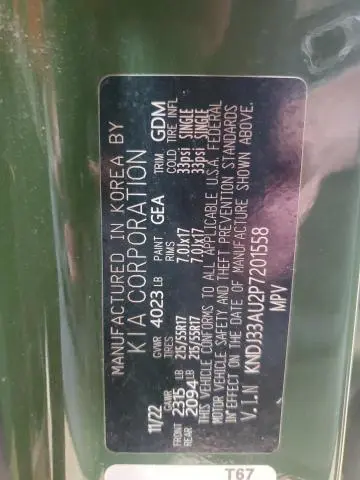 MANUFACTURED IN KOREA BY
KIA CORPORATION
11/22 GVWR 4023 LB PAINT GEA TRIM GDM
TIRES RIMS COLD TIRE INFL
FRONT 2315 LB 215/55R17 7.0Jx17 33psi SINGLE
REAR 2094 LB 215/55R17 7.0Jx17 33psi SINGLE
THIS VEHICLE CONFORMS TO ALL APPLICABLE U.S.A. FEDERAL
MOTOR VEHICLE SAFETY AND THEFT PREVENTION STANDARDS
IN EFFECT ON THE DATE OF MANUFACTURE SHOWN ABOVE.
V.I.N KNDJ33AU2P7201558
MPV
T67